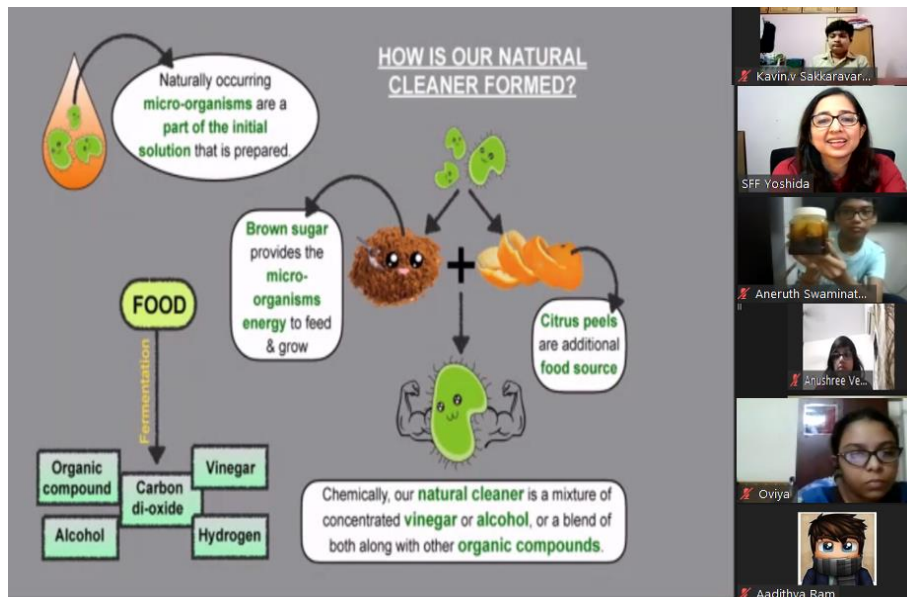 HOW IS OUR NATURAL
CLEANER FORMED?
Naturally occurring
micro-organisms are a
part of the initial
solution that is prepared.
Brown sugar
provides the
micro-
organisms
energy to feed
& grow
+
Citrus peels
are additional
food source
FOOD
Fermentation
Organic
compound
Carbon
di-oxide
Vinegar
Alcohol
Hydrogen
Chemically, our natural cleaner is a mixture of
concentrated vinegar or alcohol, or a blend of
both along with other organic compounds.
Kavin.v Sakkaravar...
SFF Yoshida
Aneruth Swaminat...
Anushree Ve...
Oviya
Aadithya Ram